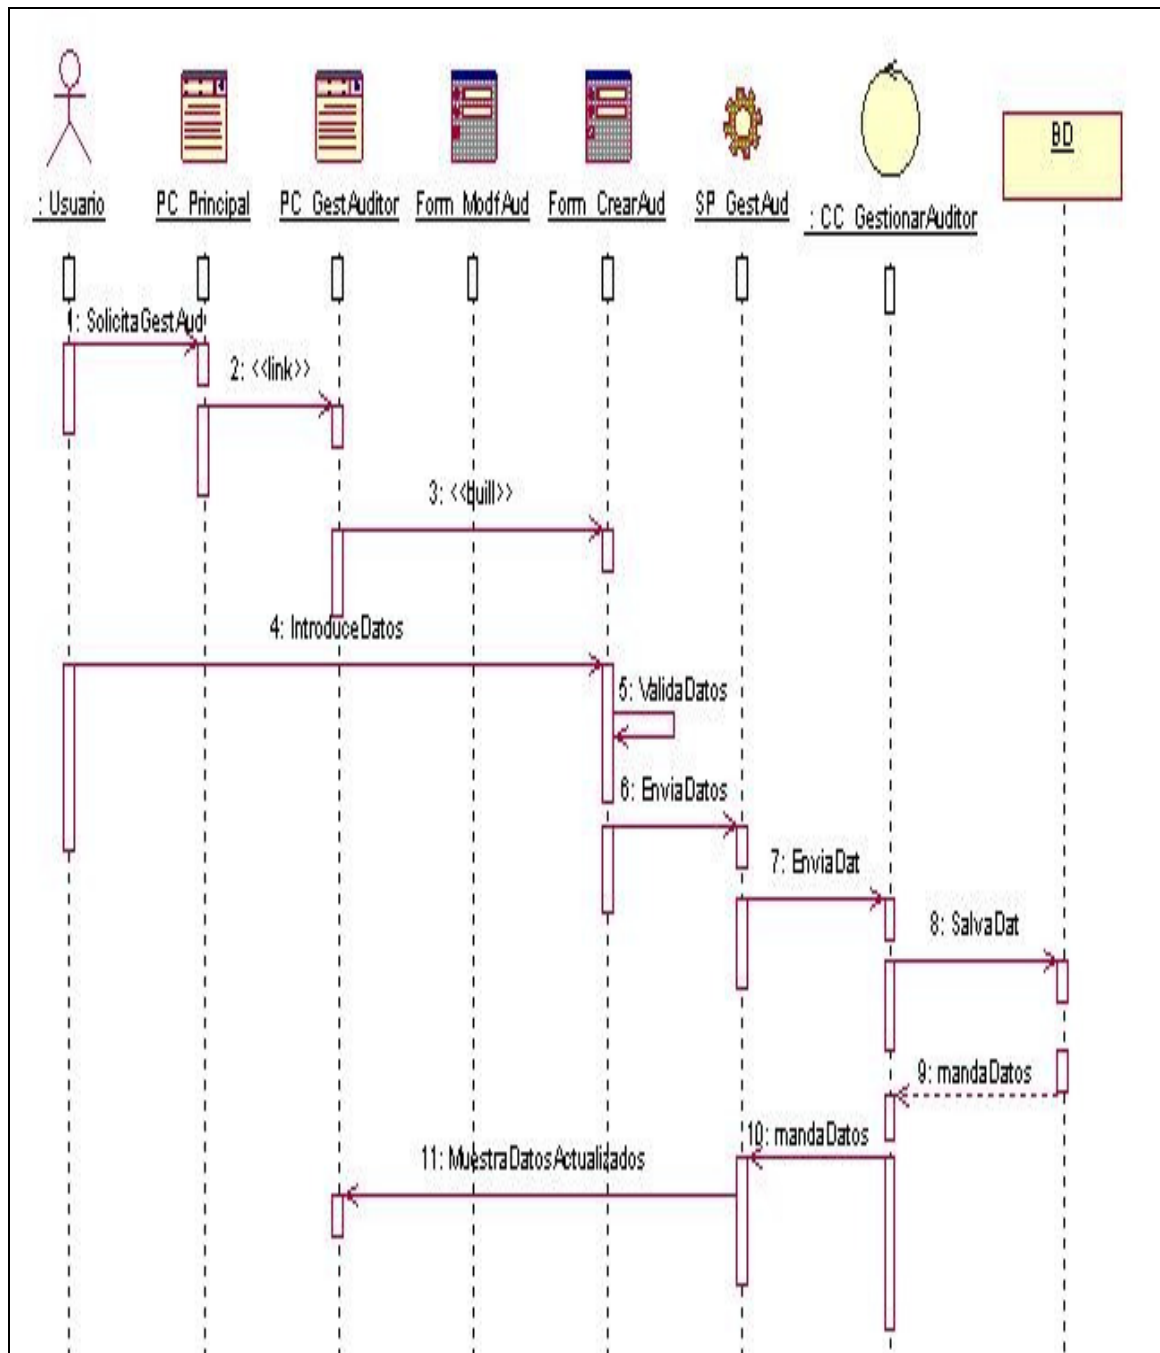 : Usuario
PC_Principal
PC_GestAuditor
Form_ModfAud
Form_CrearAud
SP_GestAud
: CC_GestionarAuditor
BD
1: SolicitaGestAud
2: <<link>>
3: <<buill>>
4: IntroduceDatos
5: ValidaDatos
6: EnviaDatos
7: EnviaDat
8: SalvaDat
9: mandaDatos
10: mandaDatos
11: MuestraDatosActualizados